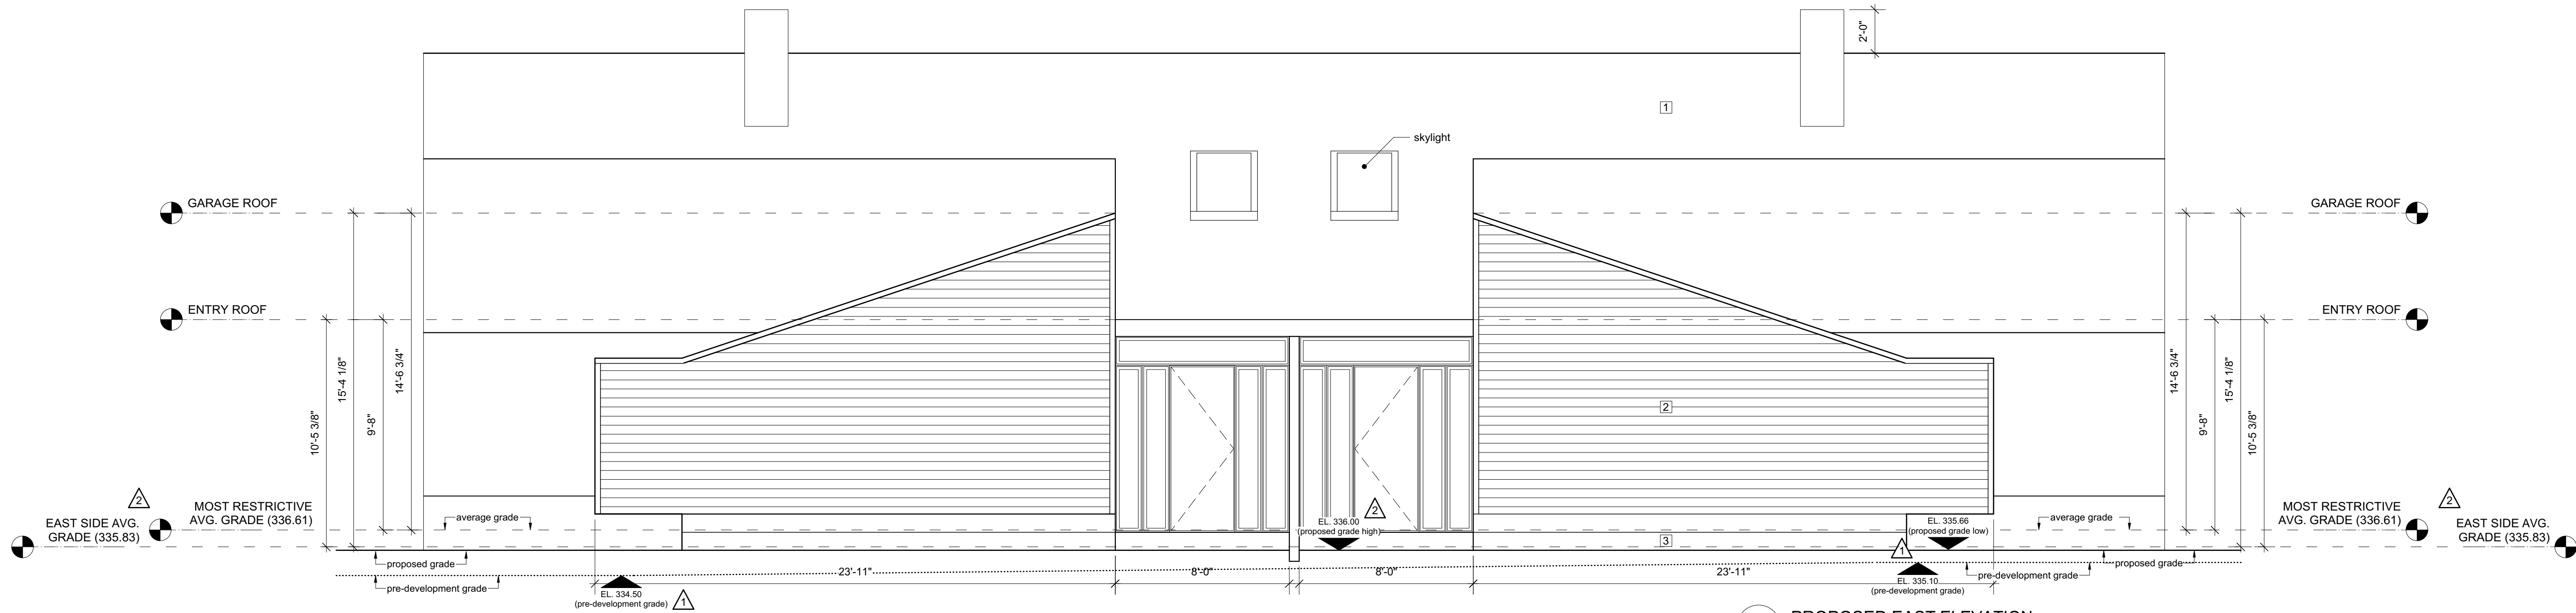 2'-0"
1
skylight
GARAGE ROOF
GARAGE ROOF
ENTRY ROOF
ENTRY ROOF
10'-5 3/8"
15'-4 1/8"
9'-8"
14'-6 3/4"
14'-6 3/4"
9'-8"
15'-4 1/8"
10'-5 3/8"
2
2
MOST RESTRICTIVE
AVG. GRADE (336.61)
EAST SIDE AVG.
GRADE (335.83)
average grade
EL. 336.00
(proposed grade high)
2
3
EL. 335.66
(proposed grade low)
1
average grade
MOST RESTRICTIVE
AVG. GRADE (336.61)
2
EAST SIDE AVG.
GRADE (335.83)
proposed grade
pre-development grade
23'-11"
8'-0"
8'-0"
23'-11"
proposed grade
pre-development grade
EL. 334.50
(pre-development grade)
1
EL. 335.10
(pre-development grade)
PROPOSED EAST ELEVATION